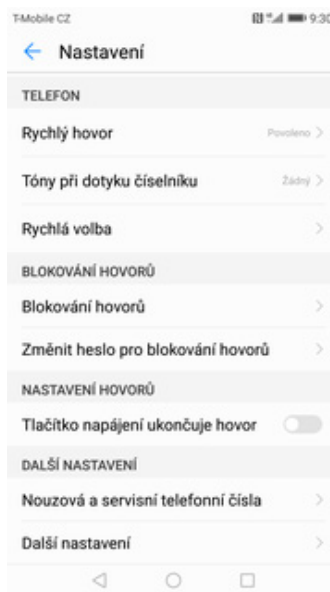 T-Mobile CZ 9:30
Nastavení
TELEFON
Rychlý hovor Povoleno
Tóny při dotyku číselníku Žádný
Rychlá volba
BLOKOVÁNÍ HOVORŮ
Blokování hovorů
Změnit heslo pro blokování hovorů
NASTAVENÍ HOVORŮ
Tlačítko napájení ukončuje hovor
DALŠÍ NASTAVENÍ
Nouzová a servisní telefonní čísla
Další nastavení